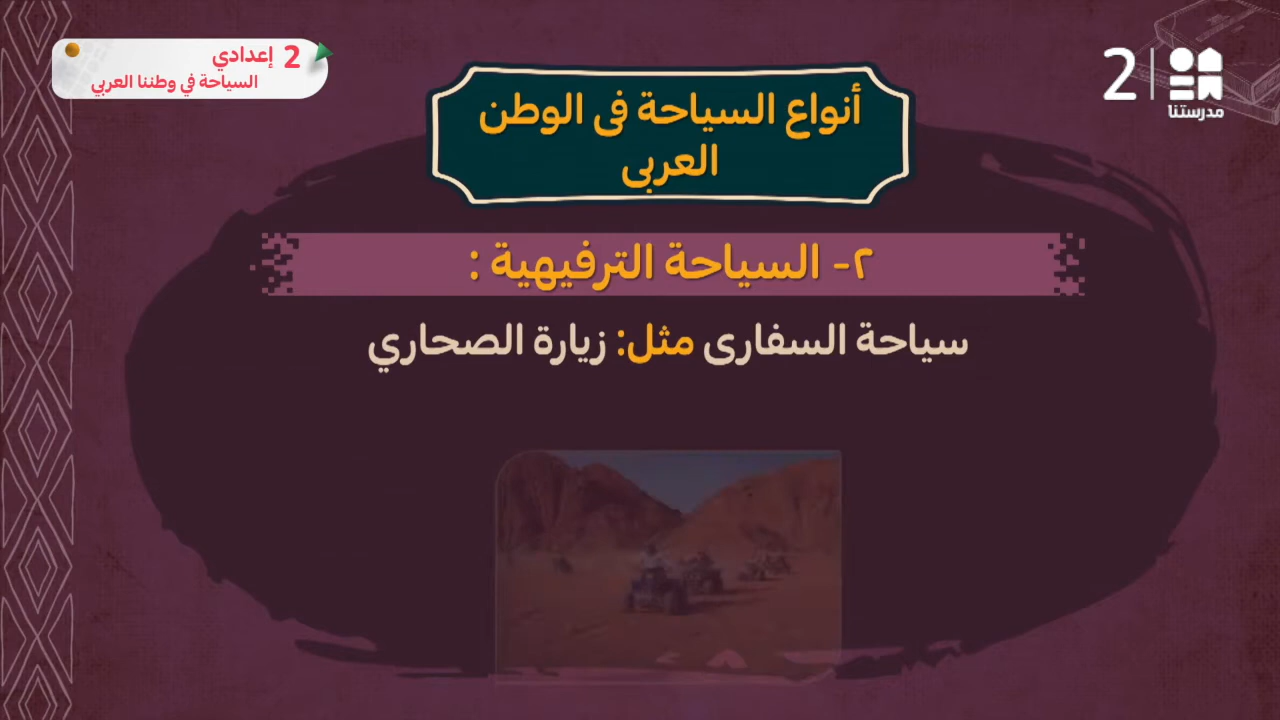 2 إعدادي
السياحة في وطننا العربي
2
مدرستنا
أنواع السياحة فى الوطن
العربى
٢- السياحة الترفيهية :
سياحة السفارى مثل: زيارة الصحاري